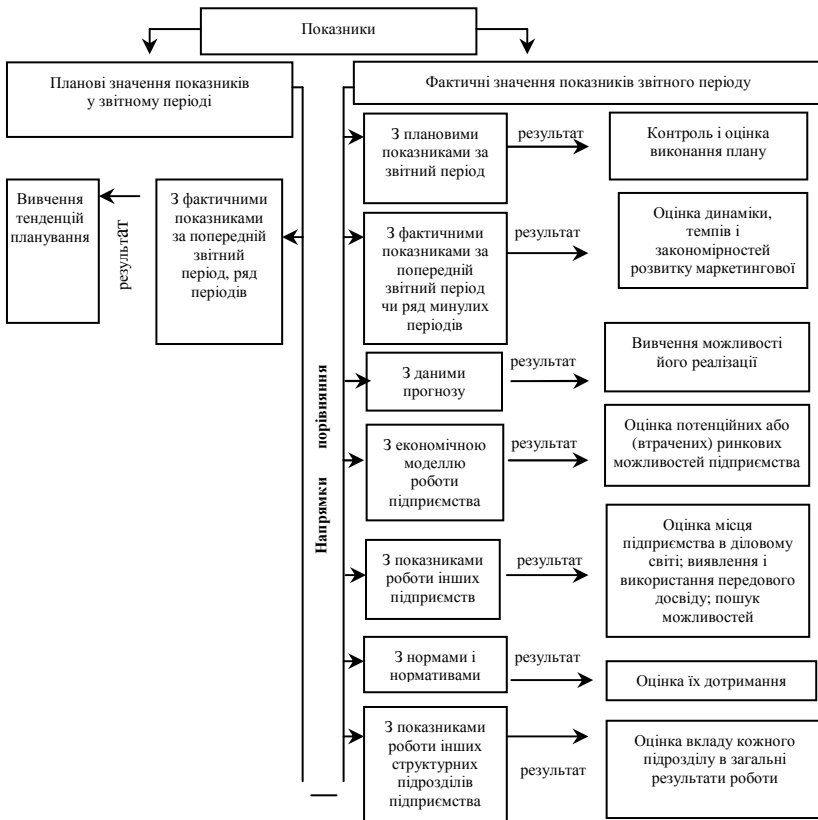 Показники
Планові значення показників
у звітному періоді
Фактичні значення показників звітного періоду
Вивчення
тенденцій
планування
результат
З фактичними
показниками
за попередній
звітний
період, ряд
періодів
Напрямки порівняння
З плановими
показниками за
звітний період
результат
Контроль і оцінка
виконання плану
З фактичними
показниками за
попередній
звітний період
чи ряд минулих
періодів
результат
Оцінка динаміки,
темпів і
закономірностей
розвитку маркетингової
З даними
прогнозу
результат
Вивчення можливості
його реалізації
З економічною
моделлю
роботи
підприємства
результат
Оцінка потенційних або
(втрачених) ринкових
можливостей підприємства
З показниками
роботи інших
підприємств
результат
Оцінка місця
підприємства в діловому
світі; виявлення і
використання передового
досвіду; пошук
можливостей
З нормами і
нормативами
результат
Оцінка їх дотримання
З показниками
роботи інших
структурних
підрозділів
підприємства
результат
Оцінка вкладу кожного
підрозділу в загальні
результати роботи